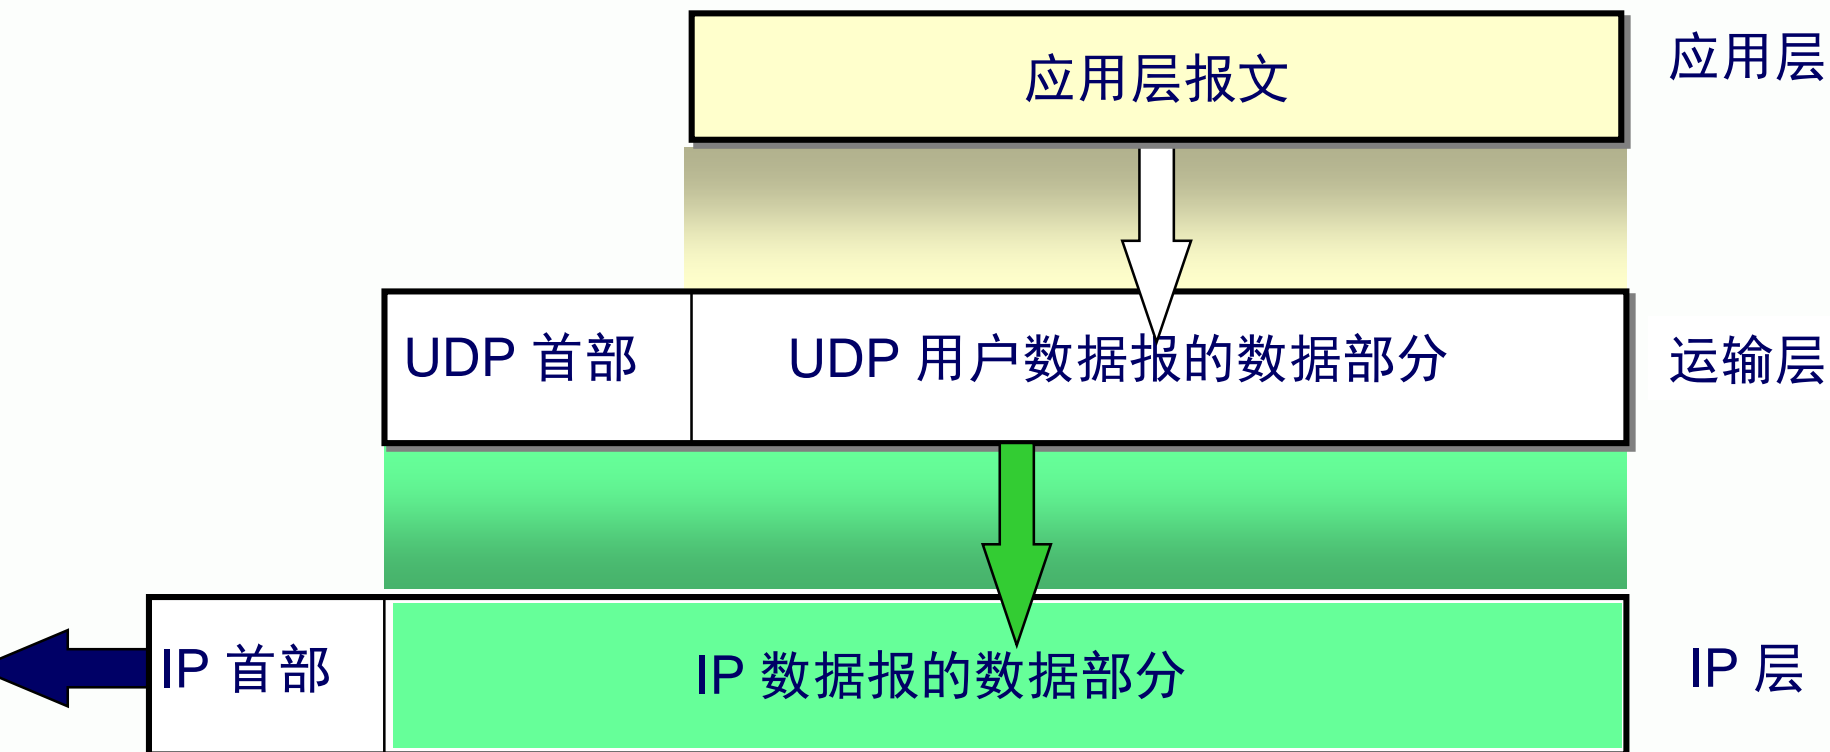 应用层报文
应用层
UDP 首部
UDP 用户数据报的数据部分
运输层
IP 首部
IP 数据报的数据部分
IP 层